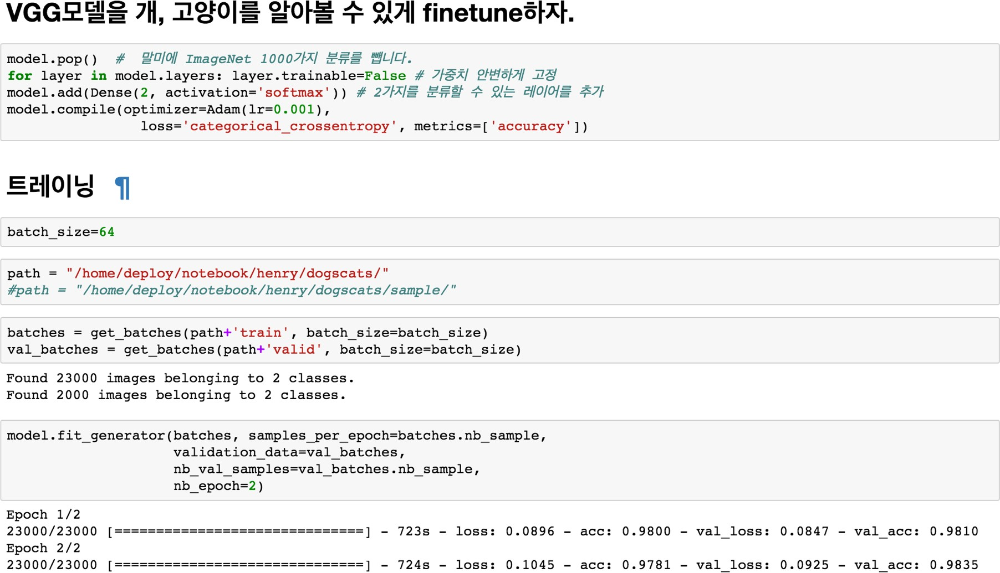 VGG모델을 개, 고양이를 알아볼 수 있게 finetune하자.
model.pop()  #  말미에 ImageNet 1000가지 분류를 뺍니다.
for layer in model.layers: layer.trainable=False # 가중치 안변하게 고정
model.add(Dense(2, activation='softmax')) # 2가지를 분류할 수 있는 레이어를 추가
model.compile(optimizer=Adam(lr=0.001),
                loss='categorical_crossentropy', metrics=['accuracy'])
트레이닝 ¶
batch_size=64
path = "/home/deploy/notebook/henry/dogscats/"
#path = "/home/deploy/notebook/henry/dogscats/sample/"
batches = get_batches(path+'train', batch_size=batch_size)
val_batches = get_batches(path+'valid', batch_size=batch_size)
Found 23000 images belonging to 2 classes.
Found 2000 images belonging to 2 classes.
model.fit_generator(batches, samples_per_epoch=batches.nb_sample,
                    validation_data=val_batches,
                    nb_val_samples=val_batches.nb_sample,
                    nb_epoch=2)
Epoch 1/2
23000/23000 [==============================] - 723s - loss: 0.0896 - acc: 0.9800 - val_loss: 0.0847 - val_acc: 0.9810
Epoch 2/2
23000/23000 [==============================] - 724s - loss: 0.1045 - acc: 0.9781 - val_loss: 0.0925 - val_acc: 0.9835